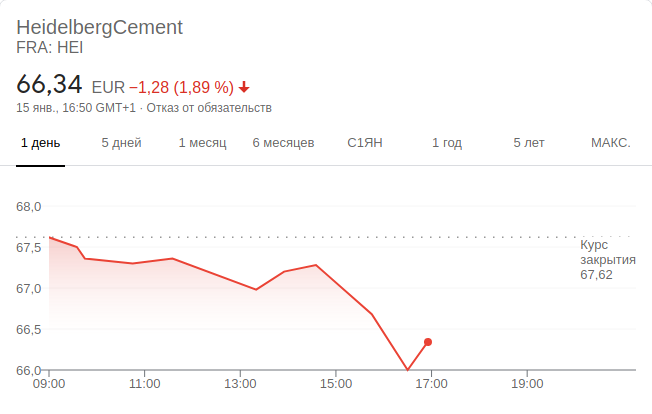 HeidelbergCement
FRA: HEI
66,34 EUR −1,28 (1,89 %)
15 янв., 16:50 GMT+1 · Отказ от обязательств
1 день 5 дней 1 месяц 6 месяцев С1ЯН 1 год 5 лет МАКС.
68,0
67,5
67,0
66,5
66,0
Курс
закрытия
67,62
09:00 11:00 13:00 15:00 17:00 19:00